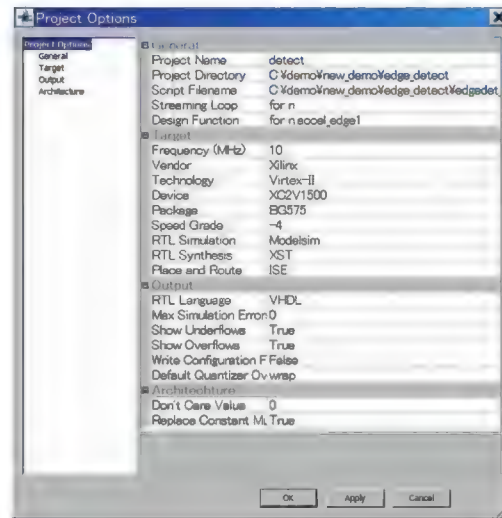 Project Options
Project Options
General
Target
Output
Architecture
General
Project Name detect
Project Directory C:¥demo¥new_demo¥edge_detect
Script Filename C:¥demo¥new_demo¥edge_detect¥edgedet_
Streaming Loop for n
Design Function for n accel_edge1
Target
Frequency (MHz) 10
Vendor Xilinx
Technology Virtex-II
Device XC2V1500
Package BG575
Speed Grade -4
RTL Simulation Modelsim
RTL Synthesis XST
Place and Route ISE
Output
RTL Language VHDL
Max Simulation Error 0
Show Underflows True
Show Overflows True
Write Configuration F False
Default Quantizer Ov wrap
Architechture
Don't Care Value 0
Replace Constant Mu True
OK Apply Cancel